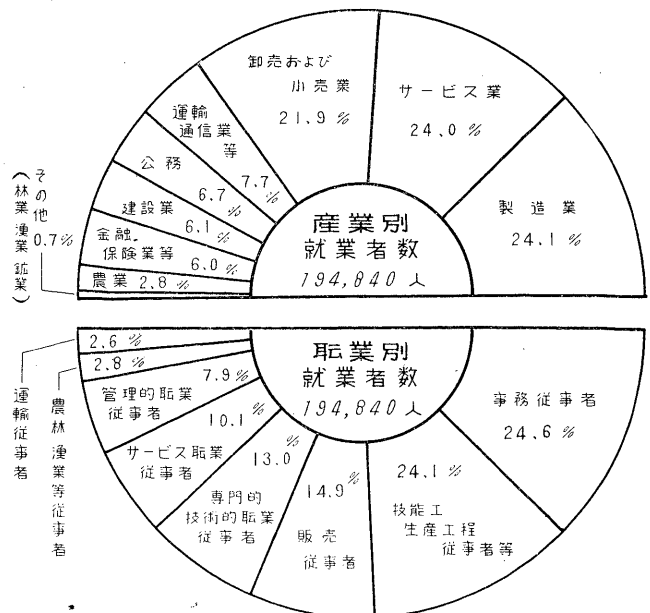 卸売および
小売業
21.9 %
サービス業
24.0 %
製造業
24.1 %
運輸
通信業
等
7.7 %
公務
6.7 %
建設業
6.1 %
金融.
保険業等
6.0 %
農業 2.8 %
その他
(林業 漁業 鉱業)
0.7 %
産業別
就業者数
194,840 人
職業別
就業者数
194,840 人
2.6 %
運輸従事者
2.8 %
農林漁業等従事者
7.9 %
管理的職業
従事者
10.1 %
サービス職業
従事者
13.0 %
専門的
技術的職業
従事者
14.9 %
販売
従事者
24.1 %
技能工
生産工程
従事者等
事務従事者
24.6 %